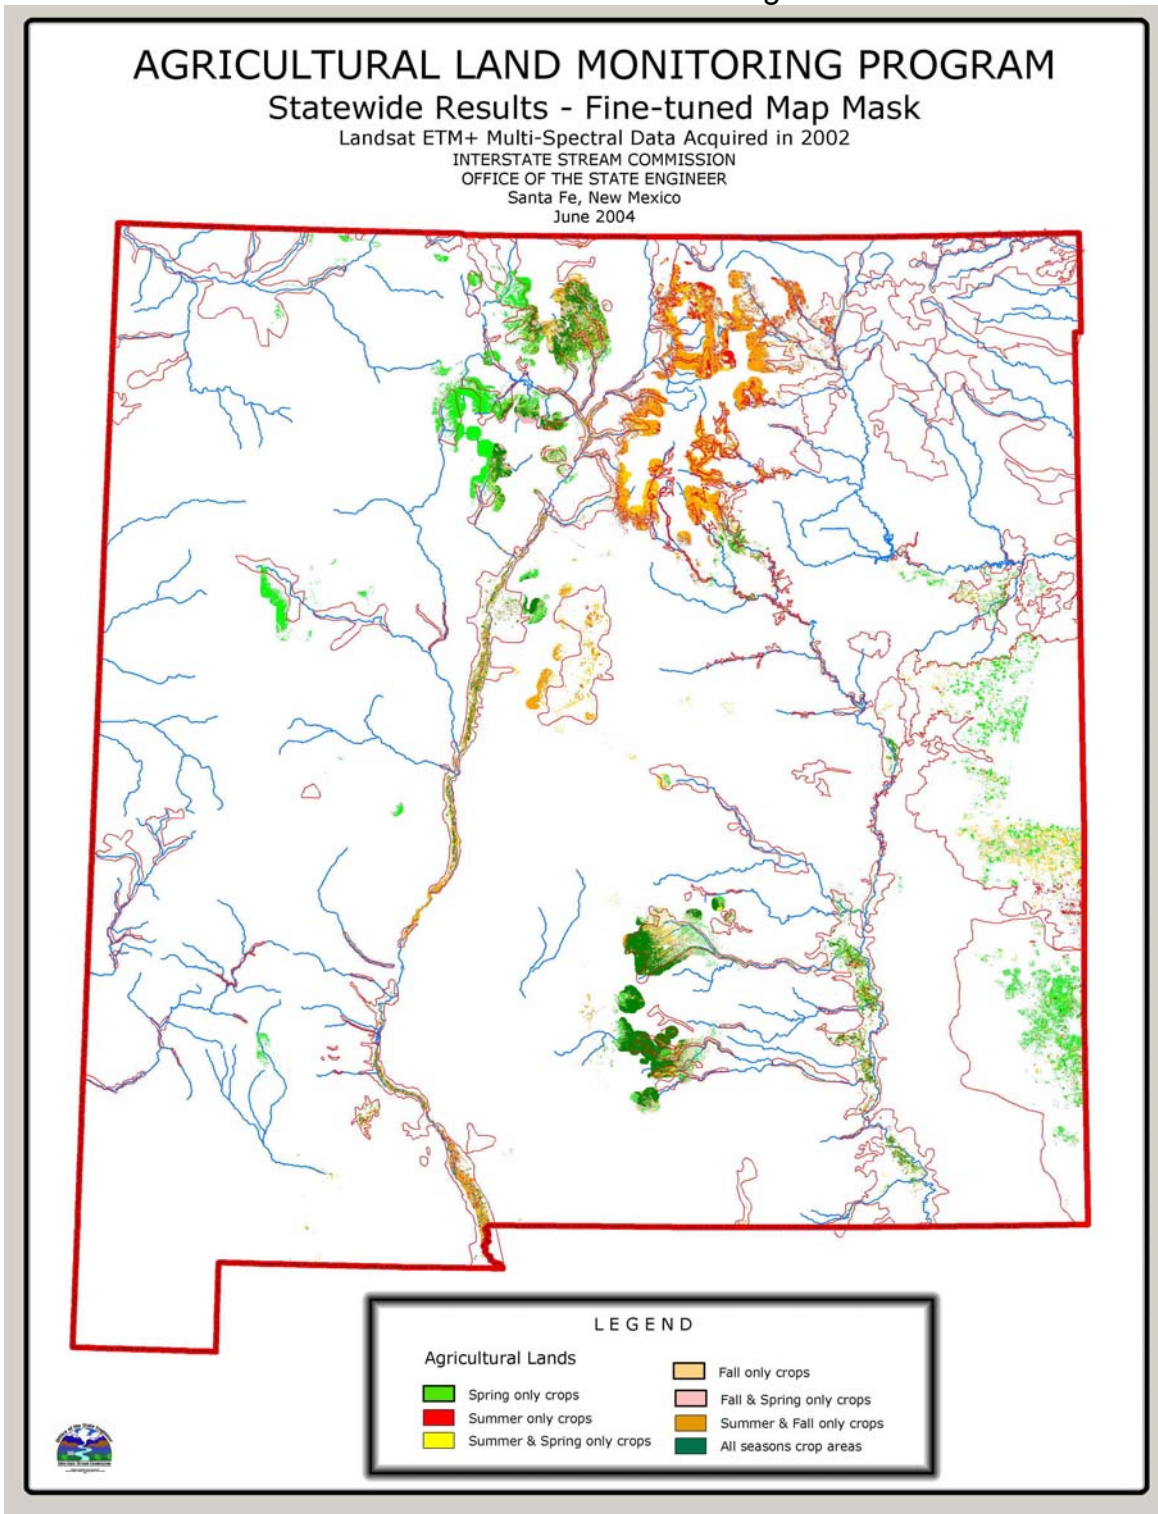 AGRICULTURAL LAND MONITORING PROGRAM
Statewide Results - Fine-tuned Map Mask
Landsat ETM+ Multi-Spectral Data Acquired in 2002
INTERSTATE STREAM COMMISSION
OFFICE OF THE STATE ENGINEER
Santa Fe, New Mexico
June 2004
LEGEND
Agricultural Lands
Spring only crops
Summer only crops
Summer & Spring only crops
Fall only crops
Fall & Spring only crops
Summer & Fall only crops
All seasons crop areas